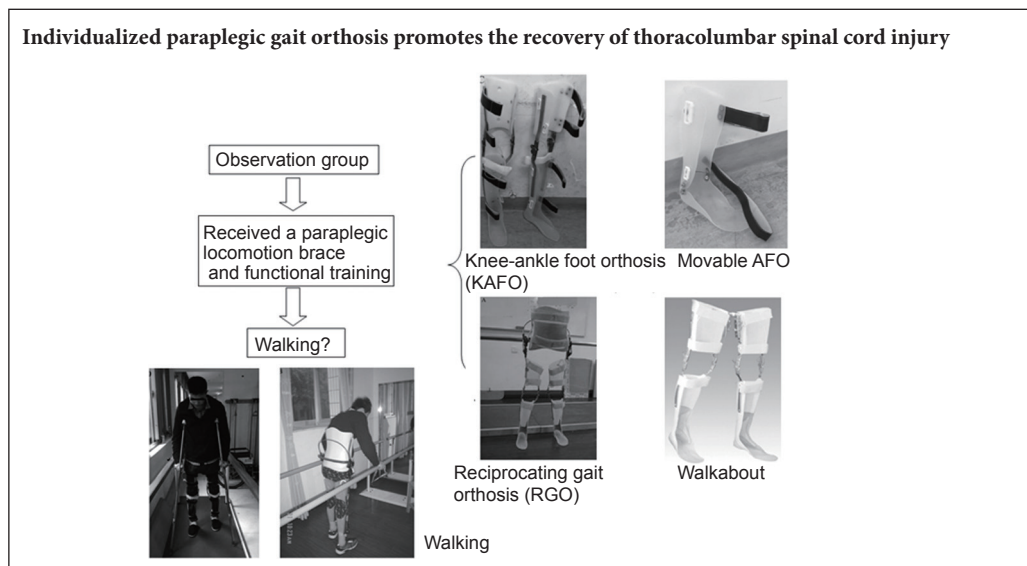 Individualized paraplegic gait orthosis promotes the recovery of thoracolumbar spinal cord injury
Observation group
Received a paraplegic
locomotion brace
and functional training
Walking?
Walking
Knee-ankle foot orthosis
(KAFO)
Movable AFO
Reciprocating gait
orthosis (RGO)
Walkabout